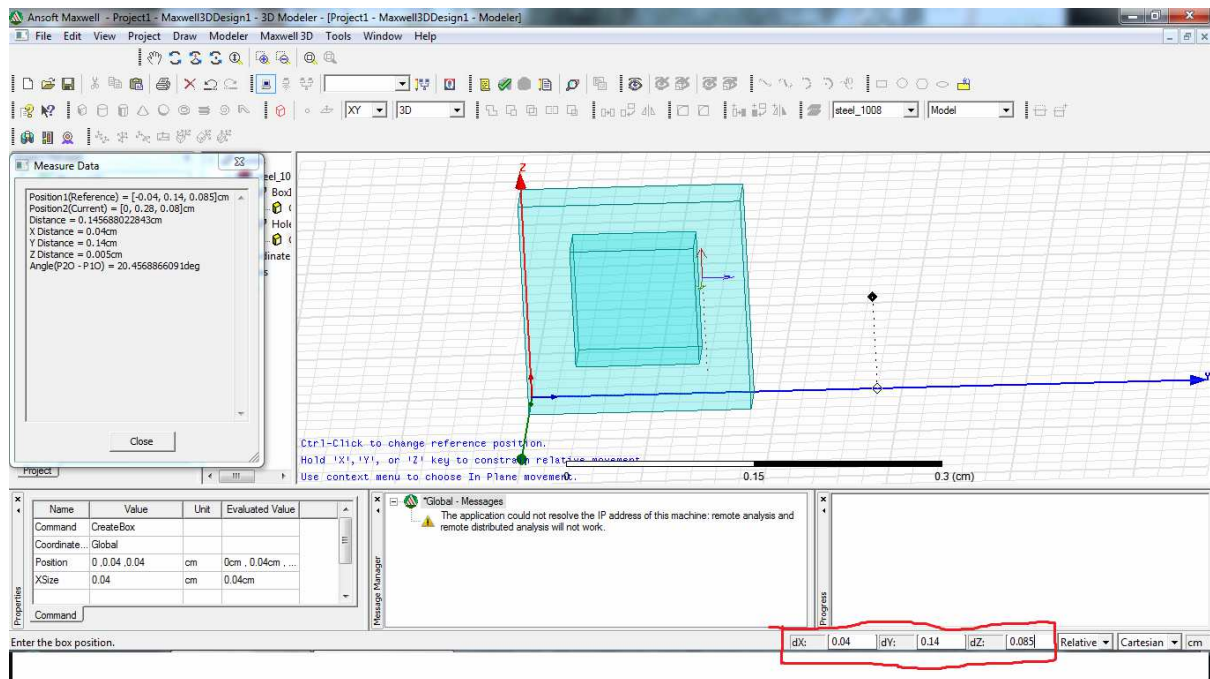 Ansoft Maxwell - Project1 - Maxwell3DDesign1 - 3D Modeler - [Project1 - Maxwell3DDesign1 - Modeler]
File Edit View Project Draw Modeler Maxwell 3D Tools Window Help
XY 3D steel_1008 Model
Measure Data
Position1(Reference) = [-0.04, 0.14, 0.085]cm
Position2(Current) = [0, 0.28, 0.08]cm
Distance = 0.145688022843cm
X Distance = 0.04cm
Y Distance = 0.14cm
Z Distance = 0.005cm
Angle(P2O - P1O) = 20.4568866091deg
Close
eel_10
Box1
Hole
dinate
Project
Z
Y
Ctrl-Click to change reference position.
Hold 'X','Y', or 'Z' key to constrain relative movement
Use context menu to choose In Plane movement.
0 0.15 0.3 (cm)
Name Value Unit Evaluated Value
Command CreateBox
Coordinate... Global
Position 0 ,0.04 ,0.04 cm 0cm , 0.04cm , ...
XSize 0.04 cm 0.04cm
Command
Properties
*Global - Messages
The application could not resolve the IP address of this machine: remote analysis and
remote distributed analysis will not work.
Message Manager
Progress
Enter the box position.
dX: 0.04 dY: 0.14 dZ: 0.085 Relative Cartesian cm